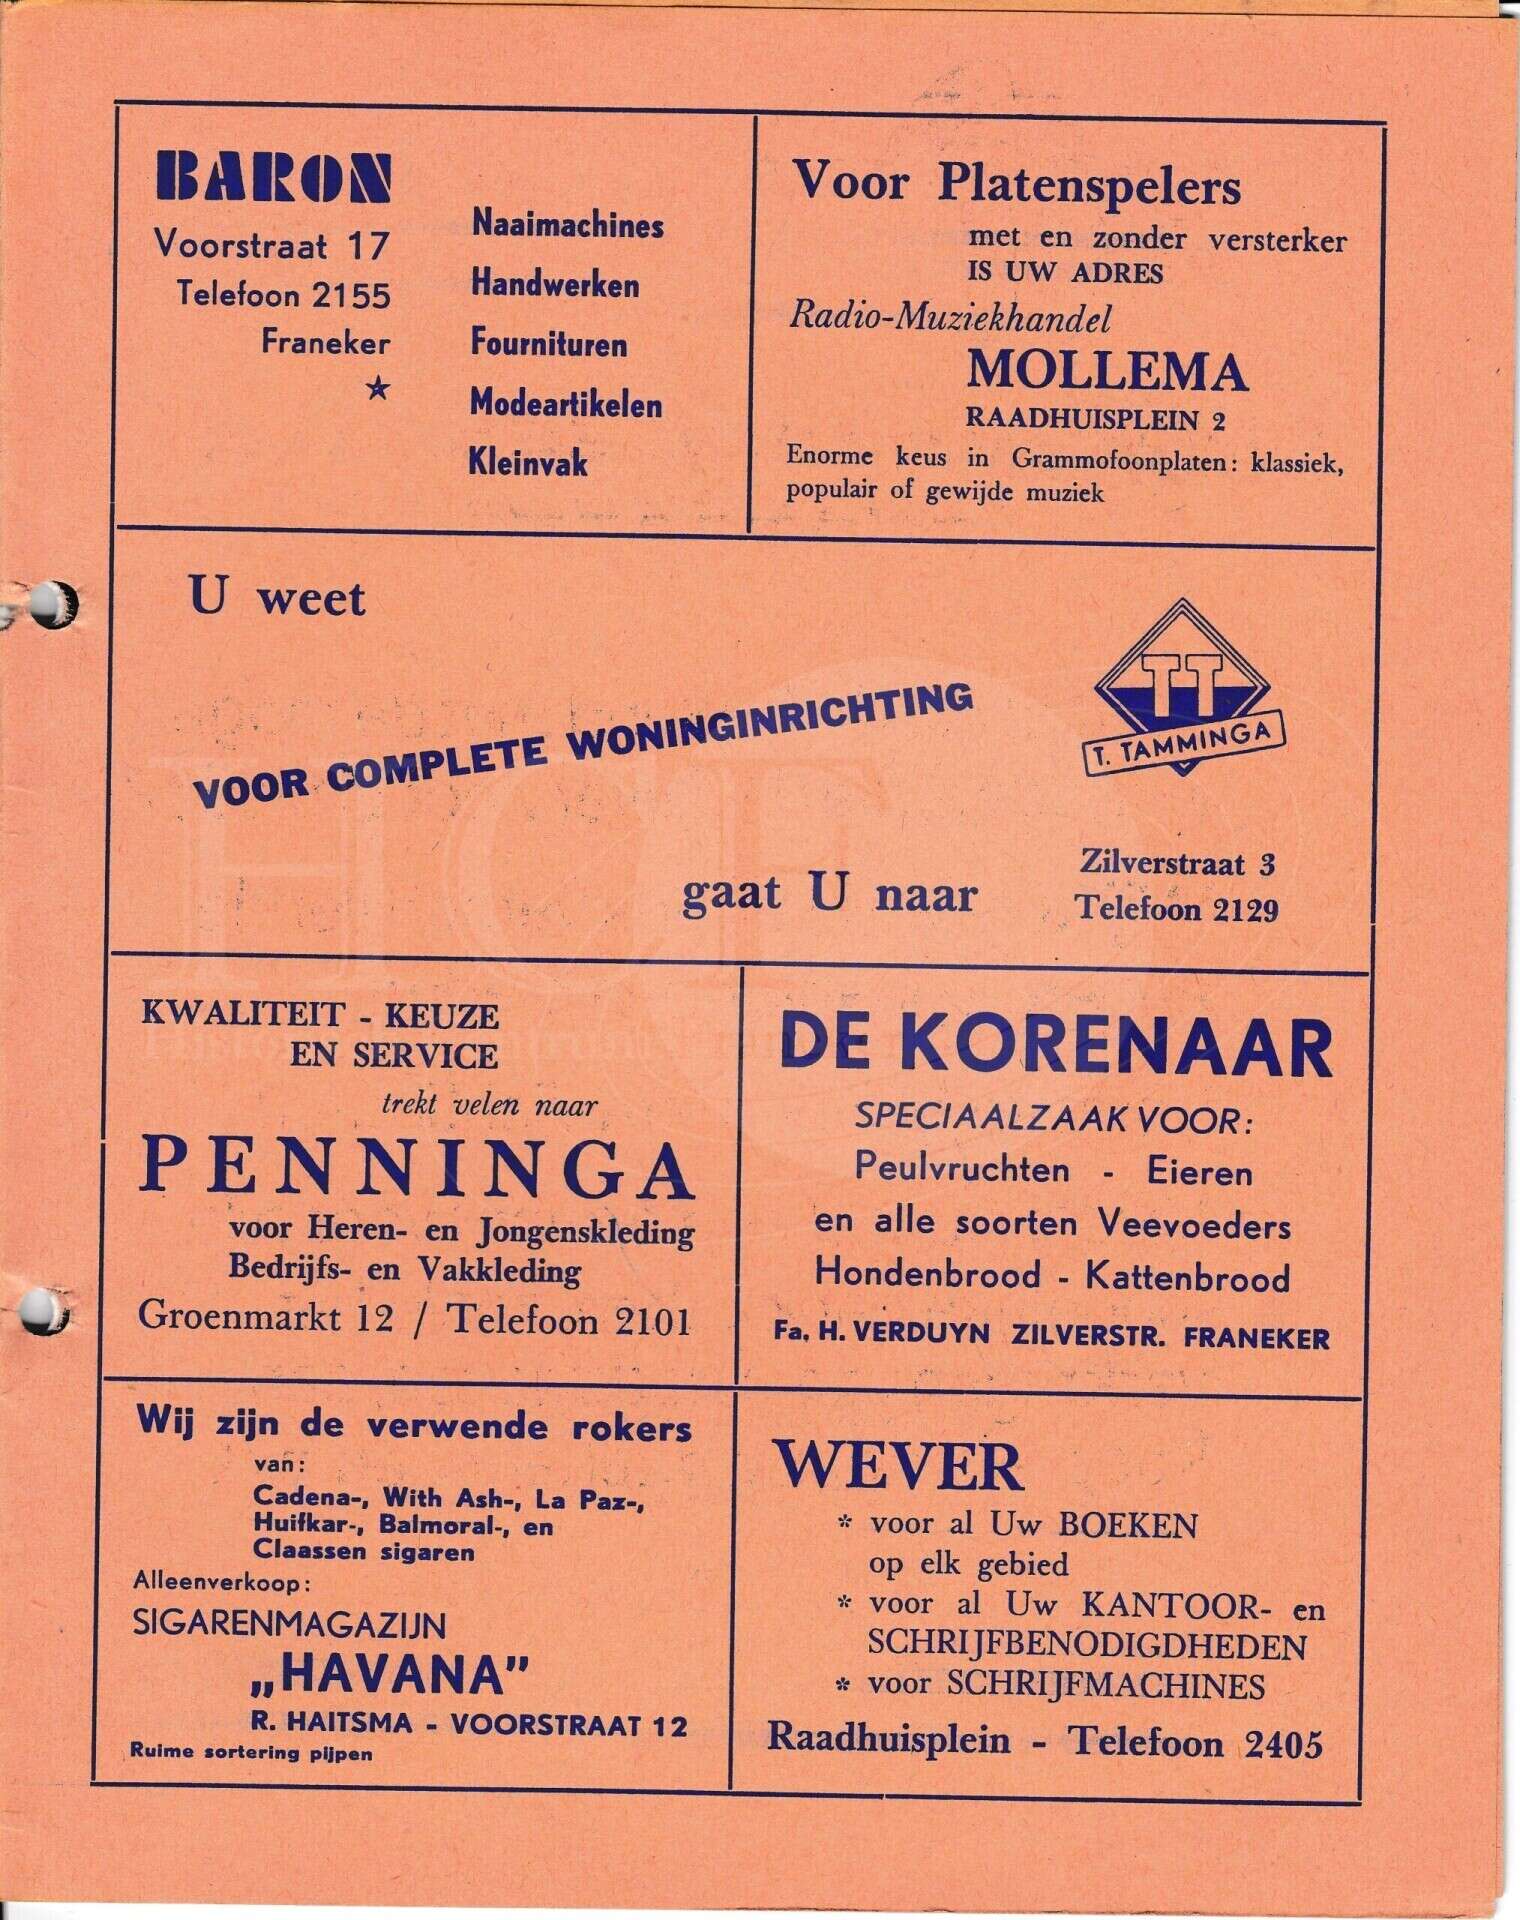 BARON
Voorstraat 17
Telefoon 2155
Franeker
Naaimachines
Handwerken
Fournituren
Modeartikelen
Kleinvak
Voor Platenspelers
met en zonder versterker
IS UW ADRES
Radio-Muziekhandel
MOLLEMA
RAADHUISPLEIN 2
Enorme keus in Grammofoonplaten: klassiek,
populair of gewijde muziek
U weet
VOOR COMPLETE WONINGINRICHTING
gaat U naar
TT
T. TAMMINGA
Zilverstraat 3
Telefoon 2129
KWALITEIT - KEUZE
EN SERVICE
trekt velen naar
PENNINGA
voor Heren- en Jongenskleding
Bedrijfs- en Vakkleding
Groenmarkt 12 / Telefoon 2101
DE KORENAAR
SPECIAALZAAK VOOR:
Peulvruchten - Eieren
en alle soorten Veevoeders
Hondenbrood - Kattenbrood
Fa. H. VERDUYN ZILVERSTR. FRANEKER
Wij zijn de verwende rokers
van:
Cadena-, With Ash-, La Paz-,
Huifkar-, Balmoral-, en
Claassen sigaren
Alleenverkoop:
SIGARENMAGAZIJN
„HAVANA”
R. HAITSMA - VOORSTRAAT 12
Ruime sortering pijpen
WEVER
* voor al Uw BOEKEN
op elk gebied
* voor al Uw KANTOOR- en
SCHRIJFBENODIGDHEDEN
* voor SCHRIJFMACHINES
Raadhuisplein - Telefoon 2405